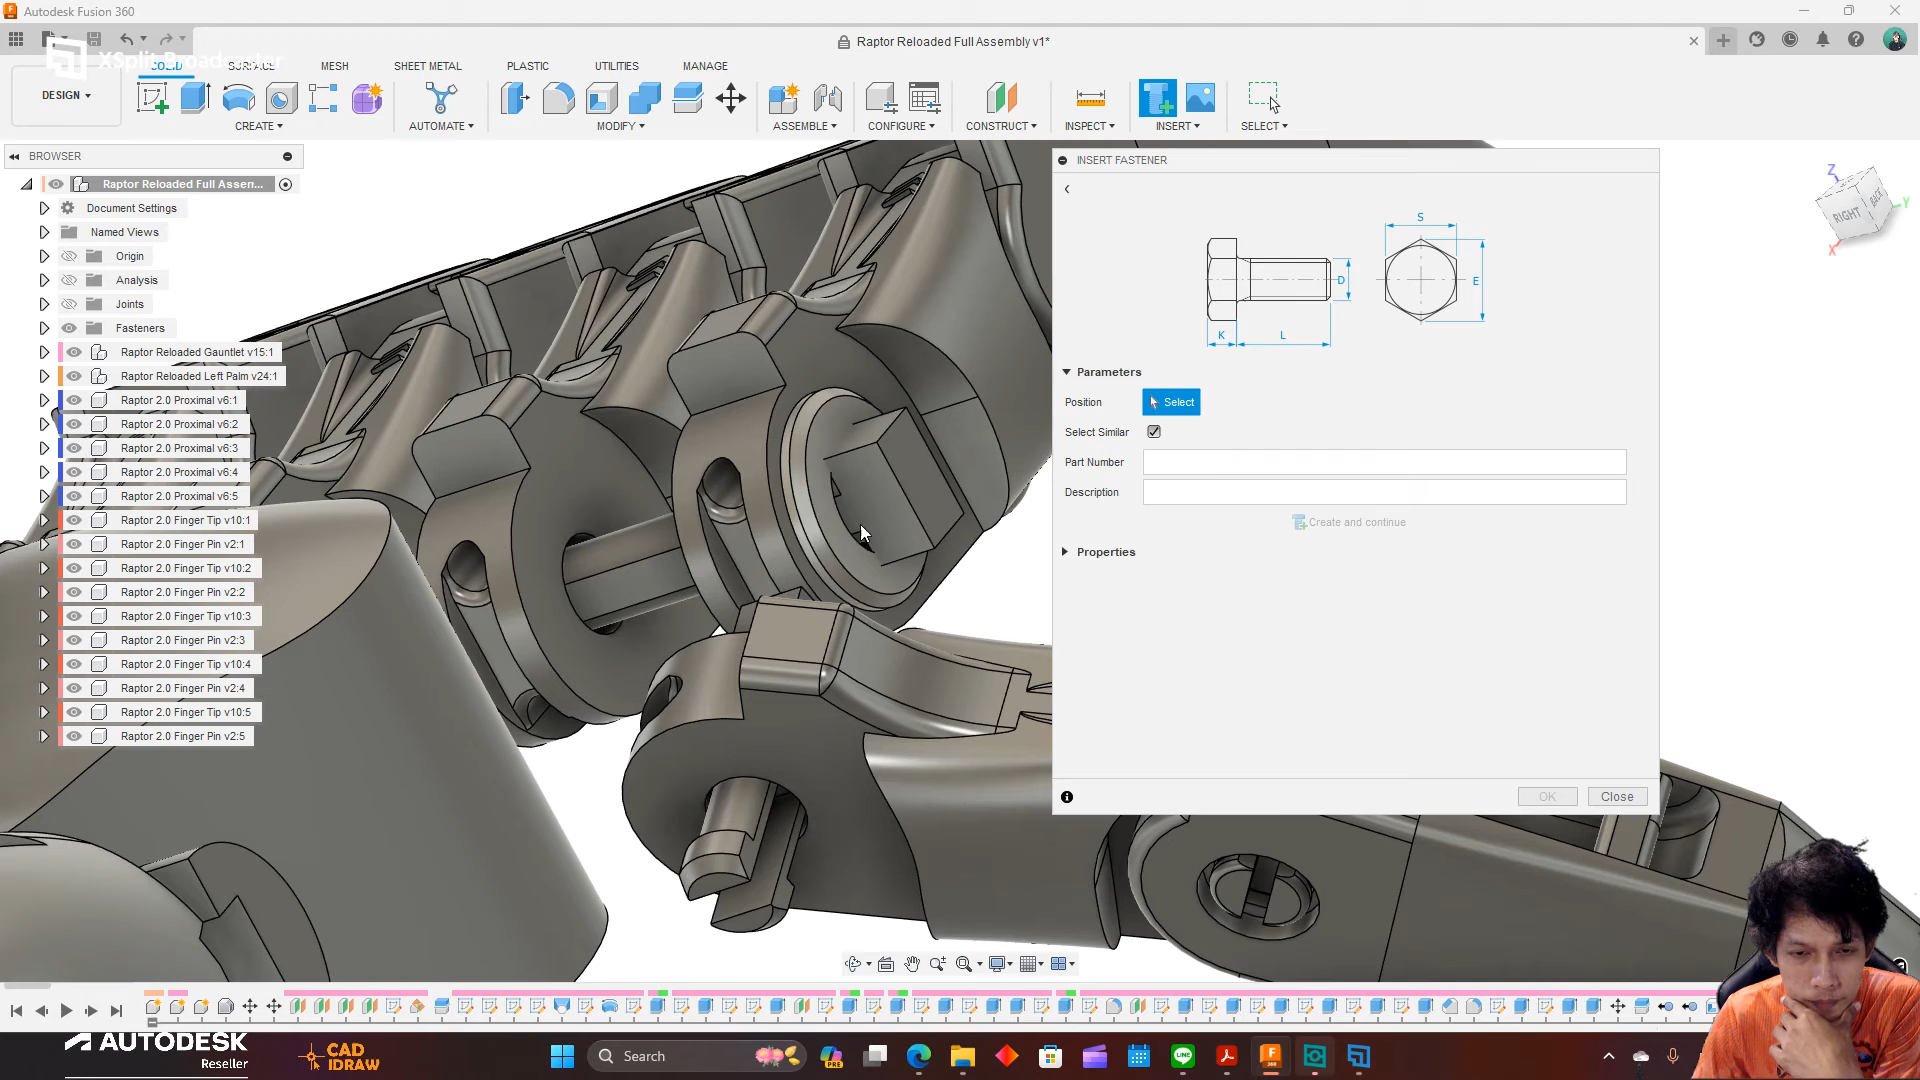 Autodesk Fusion 360
XSplit Broadcaster
Raptor Reloaded Full Assembly v1*
SOLID SURFACE MESH SHEET METAL PLASTIC UTILITIES MANAGE
DESIGN
CREATE AUTOMATE MODIFY ASSEMBLE CONFIGURE CONSTRUCT INSPECT INSERT SELECT
BROWSER
Raptor Reloaded Full Assem...
Document Settings
Named Views
Origin
Analysis
Joints
Fasteners
Raptor Reloaded Gauntlet v15:1
Raptor Reloaded Left Palm v24:1
Raptor 2.0 Proximal v6:1
Raptor 2.0 Proximal v6:2
Raptor 2.0 Proximal v6:3
Raptor 2.0 Proximal v6:4
Raptor 2.0 Proximal v6:5
Raptor 2.0 Finger Tip v10:1
Raptor 2.0 Finger Pin v2:1
Raptor 2.0 Finger Tip v10:2
Raptor 2.0 Finger Pin v2:2
Raptor 2.0 Finger Tip v10:3
Raptor 2.0 Finger Pin v2:3
Raptor 2.0 Finger Tip v10:4
Raptor 2.0 Finger Pin v2:4
Raptor 2.0 Finger Tip v10:5
Raptor 2.0 Finger Pin v2:5
INSERT FASTENER
S
D E
K L
Parameters
Position Select
Select Similar
Part Number
Description
Create and continue
Properties
OK Close
Z
Y
X
RIGHT BACK
AUTODESK
Reseller
CAD
IDRAW
Search
PRE
F
360